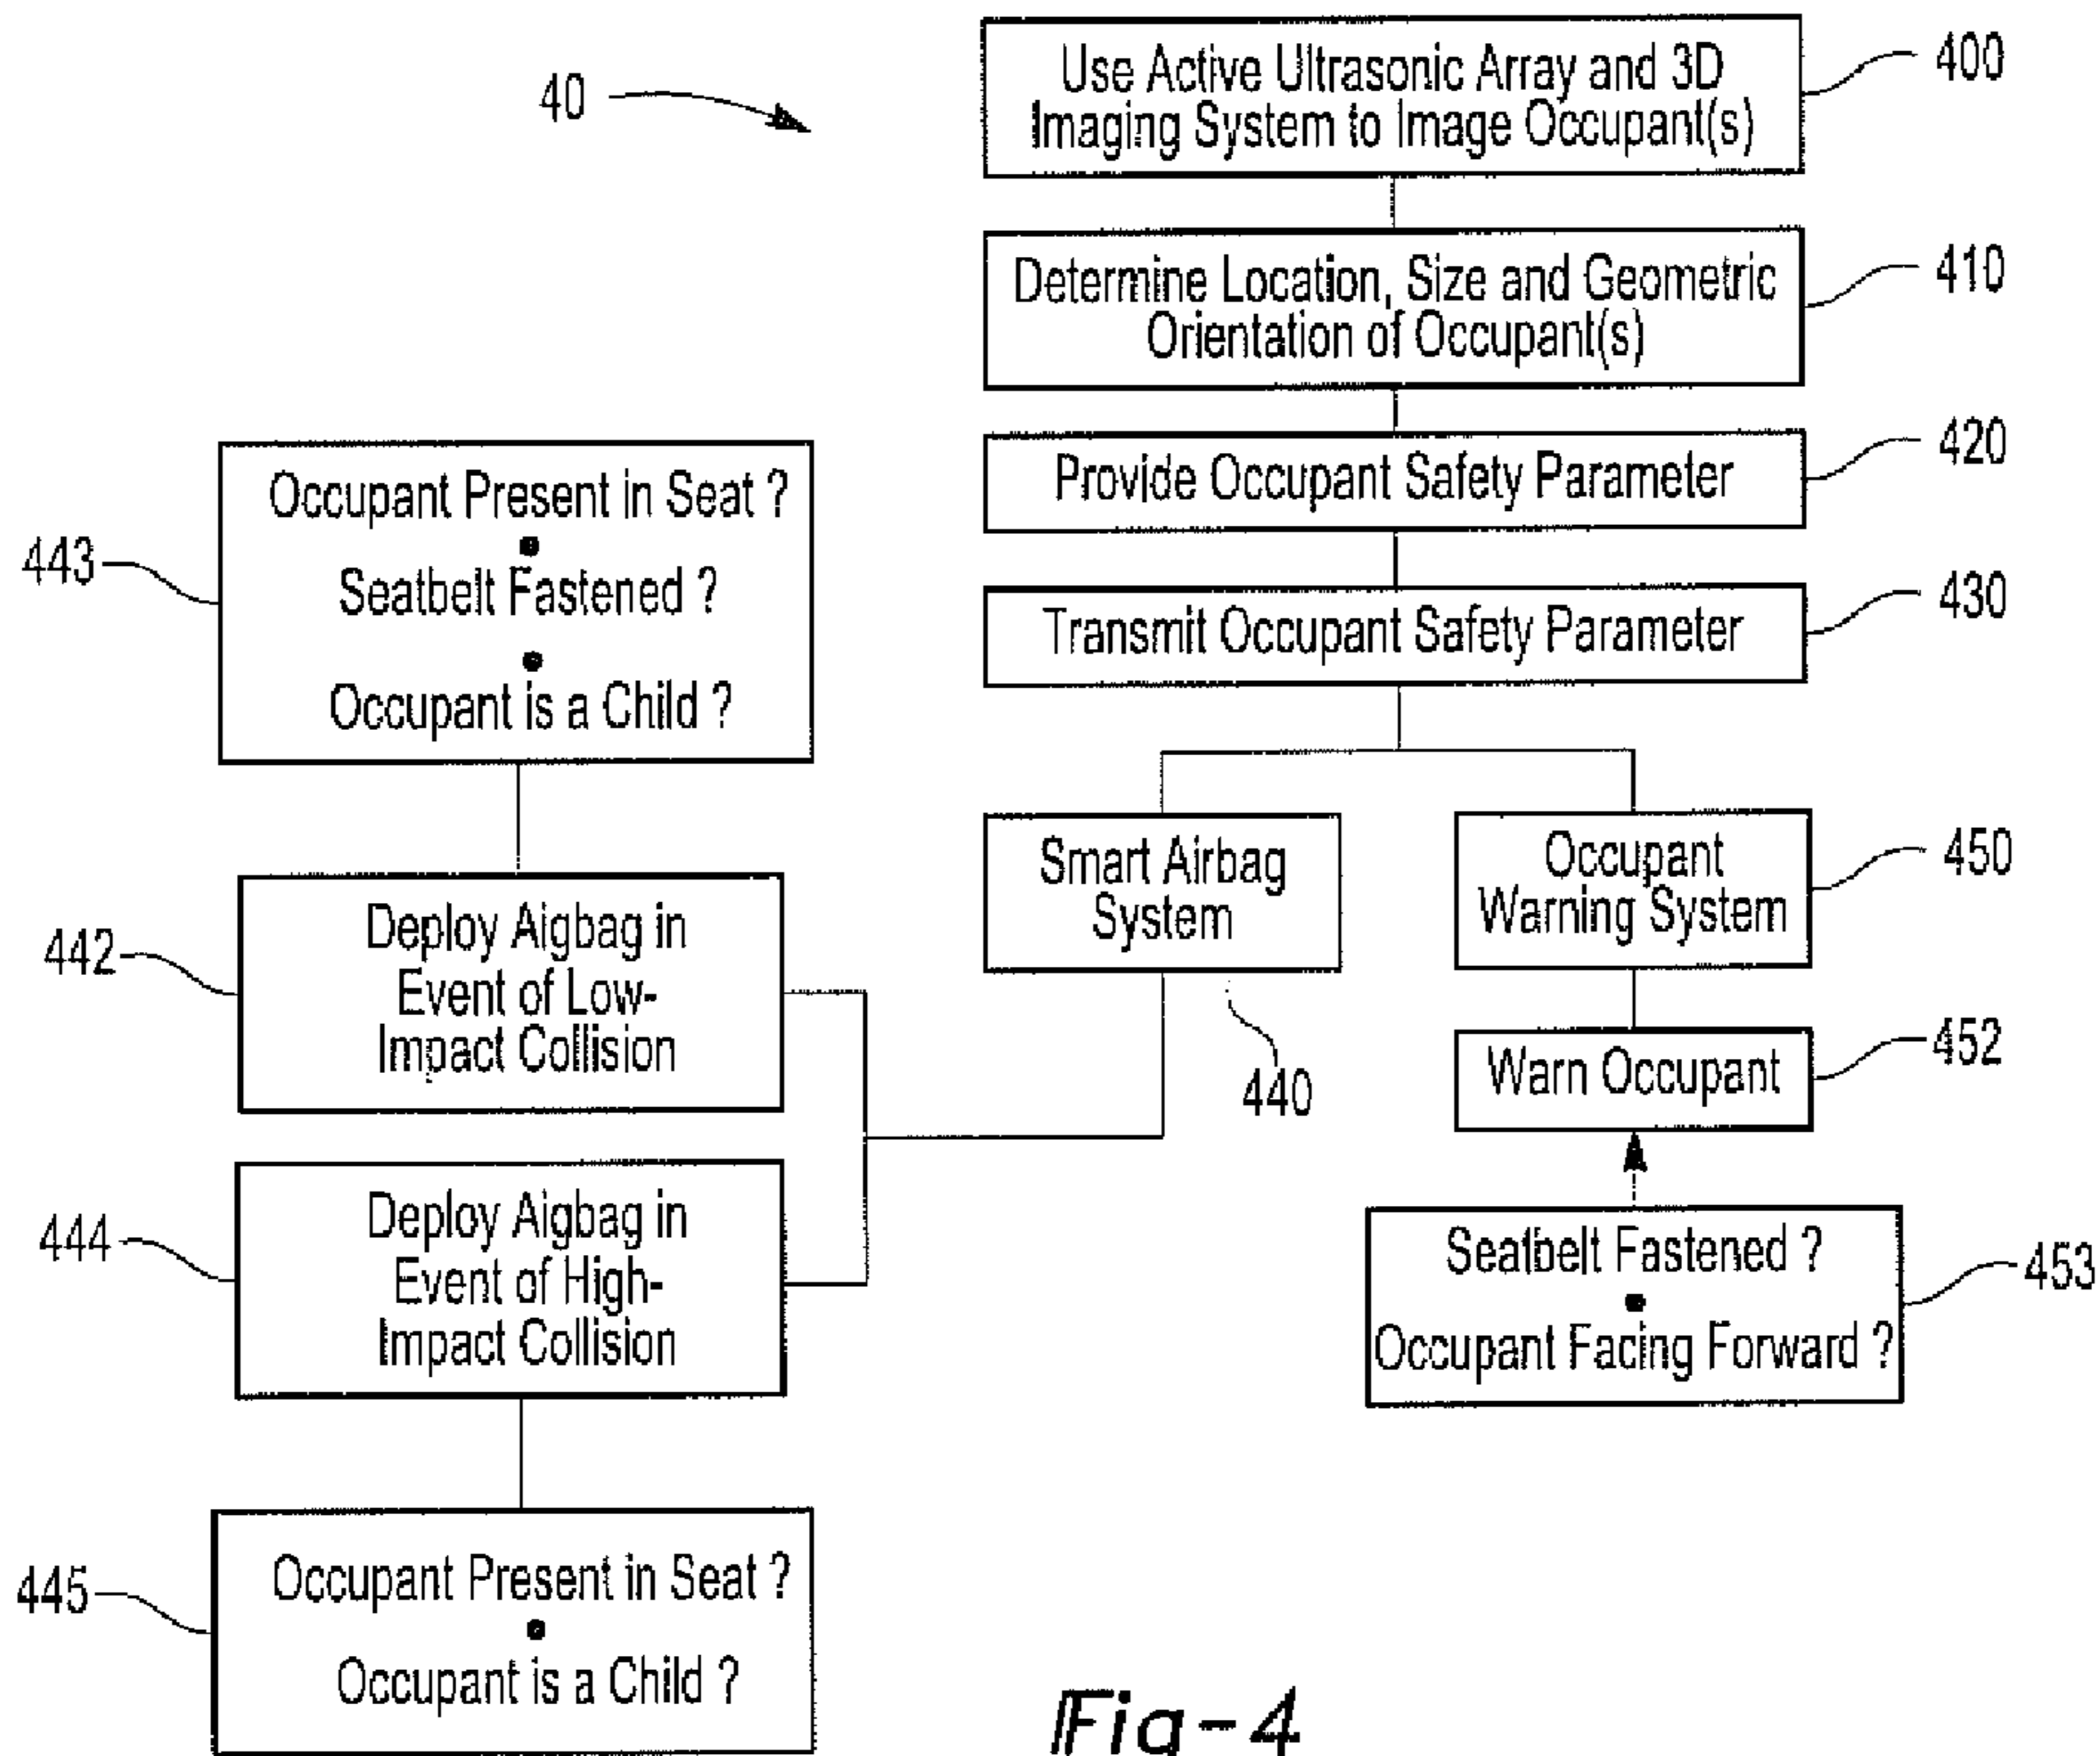 40
Use Active Ultrasonic Array and 3D
Imaging System to Image Occupant(s)
400
Determine Location, Size and Geometric
Orientation of Occupant(s)
410
Provide Occupant Safety Parameter
420
Transmit Occupant Safety Parameter
430
Smart Airbag
System
440
Occupant
Warning System
450
Warn Occupant
452
Seatbelt Fastened ?
•
Occupant Facing Forward ?
453
443
Occupant Present in Seat ?
•
Seatbelt Fastened ?
•
Occupant is a Child ?
442
Deploy Aigbag in
Event of Low-
Impact Collision
444
Deploy Aigbag in
Event of High-
Impact Collision
445
Occupant Present in Seat ?
•
Occupant is a Child ?
Fig-4